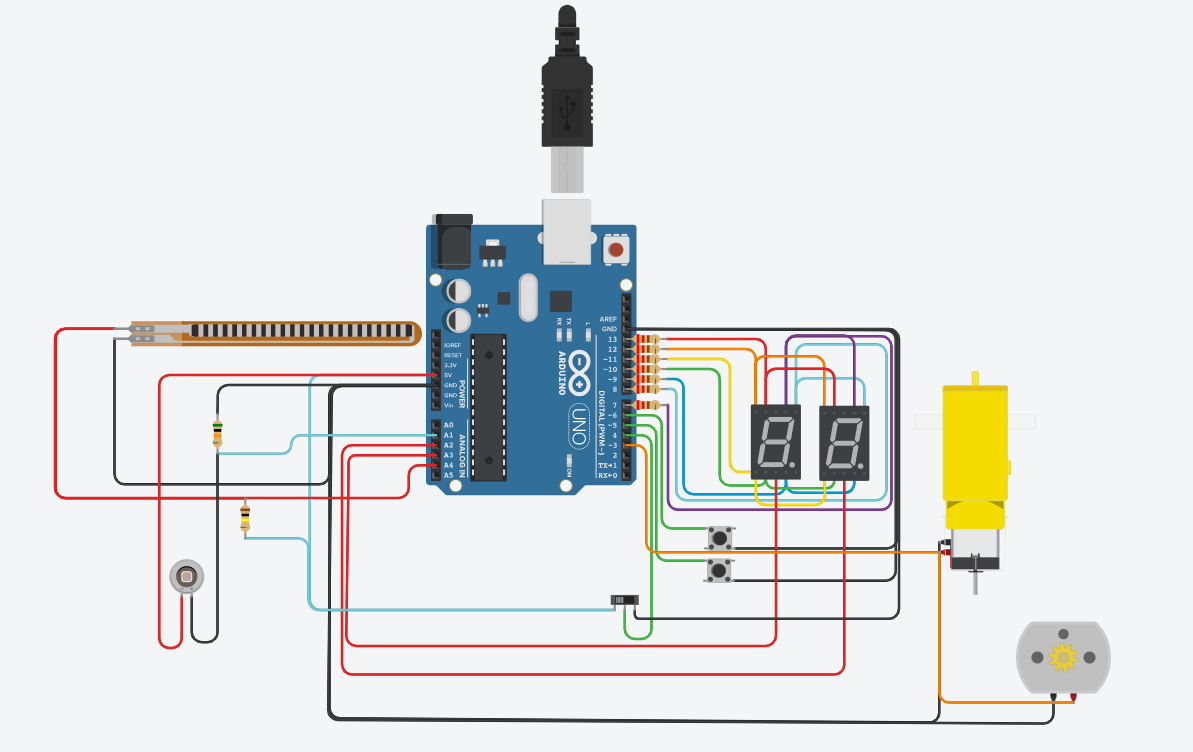 AREF
GND
IOREF
RESET
3.3V
5V
GND
GND
Vin
POWER
A0
A1
A2
A3
A4
A5
ANALOG IN
RX
TX
L
ARDUINO
UNO
ON
DIGITAL (PWM~)
13
12
~11
~10
~9
8
7
~6
~5
4
~3
2
TX→1
RX←0